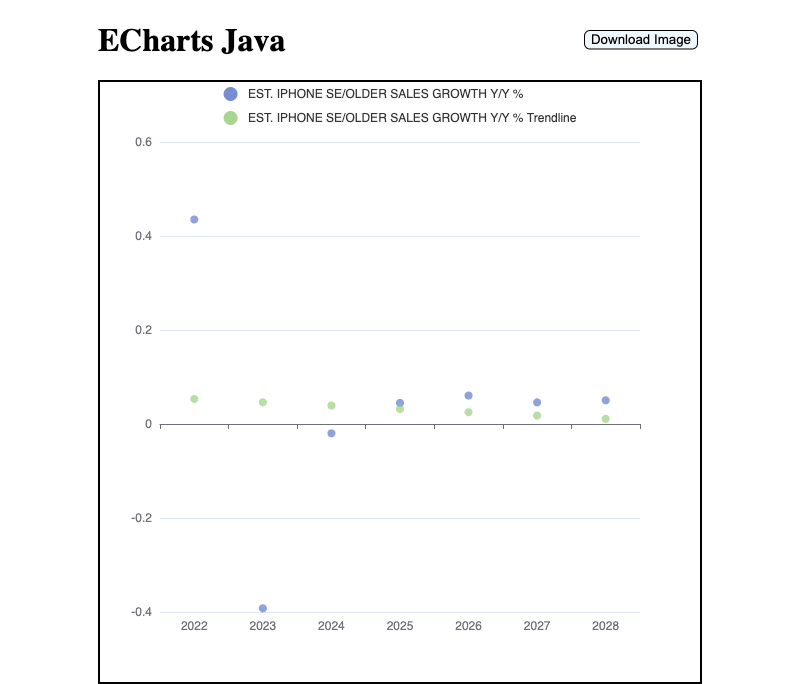 ECharts Java
Download Image
EST. IPHONE SE/OLDER SALES GROWTH Y/Y %
EST. IPHONE SE/OLDER SALES GROWTH Y/Y % Trendline
0.6
0.4
0.2
0
-0.2
-0.4
2022 2023 2024 2025 2026 2027 2028